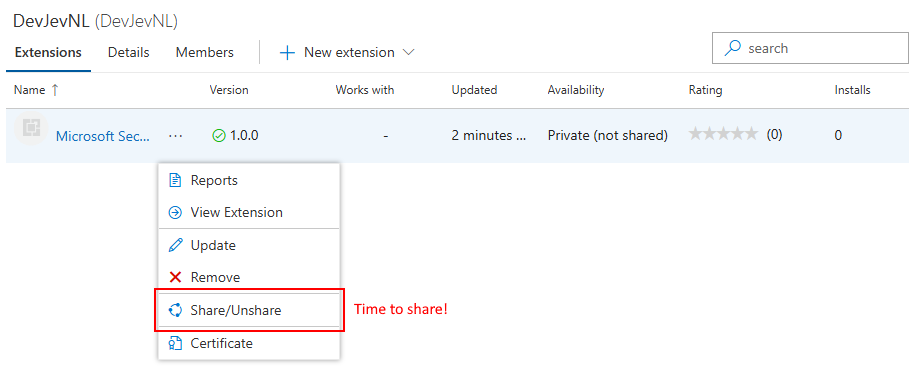 DevJevNL (DevJevNL)
Extensions Details Members New extension search
Name Version Works with Updated Availability Rating Installs
Microsoft Sec... ... 1.0.0 - 2 minutes ... Private (not shared) (0) 0
Reports
View Extension
Update
Remove
Share/Unshare Time to share!
Certificate